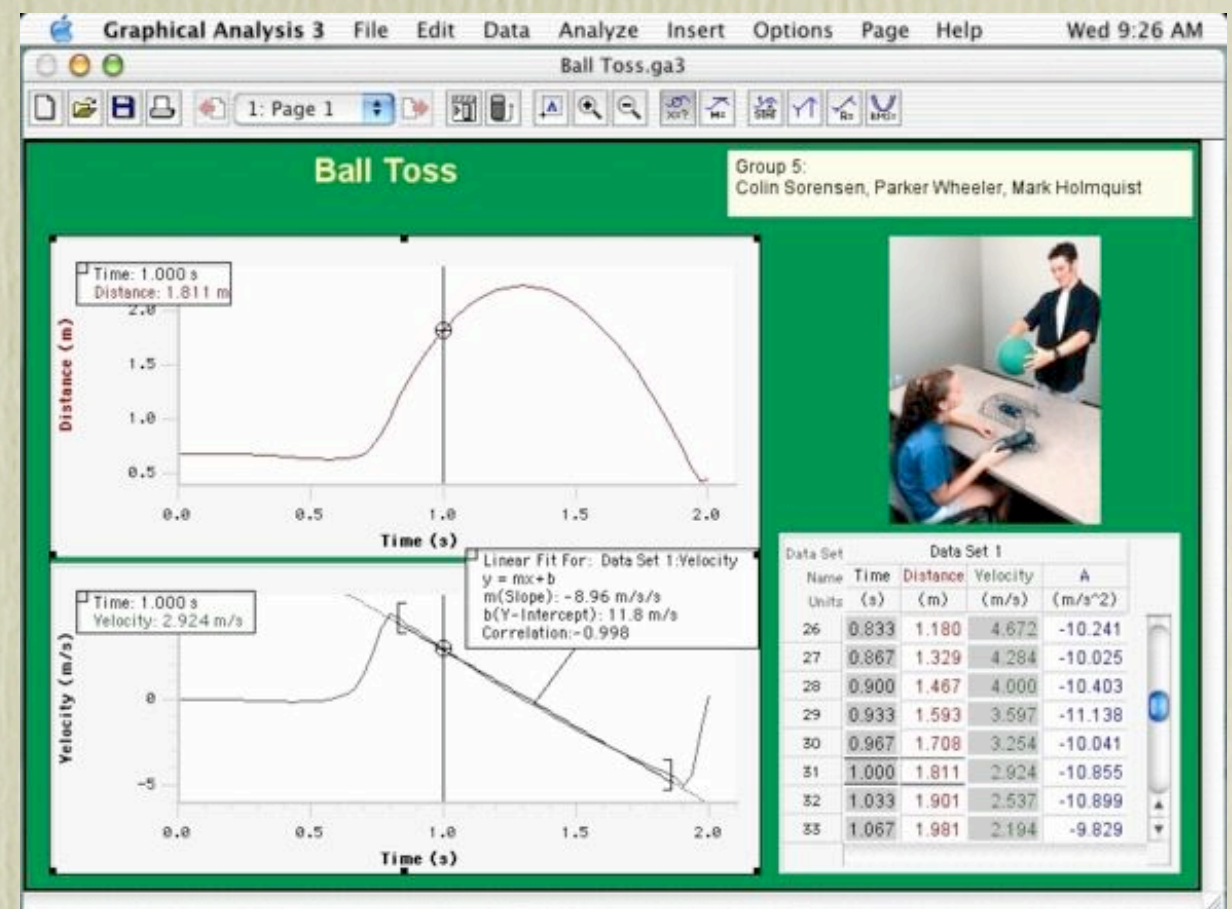 Graphical Analysis 3 File Edit Data Analyze Insert Options Page Help Wed 9:26 AM
Ball Toss.ga3
1: Page 1
Ball Toss
Group 5:
Colin Sorensen, Parker Wheeler, Mark Holmquist
Time: 1.000 s
Distance: 1.811 m
Distance (m)
2.0
1.5
1.0
0.5
0.0 0.5 1.0 1.5 2.0
Time (s)
Linear Fit For: Data Set 1:Velocity
y = mx+b
m(Slope): -8.96 m/s/s
b(Y-Intercept): 11.8 m/s
Correlation:-0.998
Time: 1.000 s
Velocity: 2.924 m/s
Velocity (m/s)
0
-5
0.0 0.5 1.0 1.5 2.0
Time (s)
Data Set Data Set 1
Name Time Distance Velocity A
Units (s) (m) (m/s) (m/s^2)
26 0.833 1.180 4.672 -10.241
27 0.867 1.329 4.284 -10.025
28 0.900 1.467 4.000 -10.403
29 0.933 1.593 3.597 -11.138
30 0.967 1.708 3.254 -10.041
31 1.000 1.811 2.924 -10.855
32 1.033 1.901 2.537 -10.899
33 1.067 1.981 2.194 -9.829